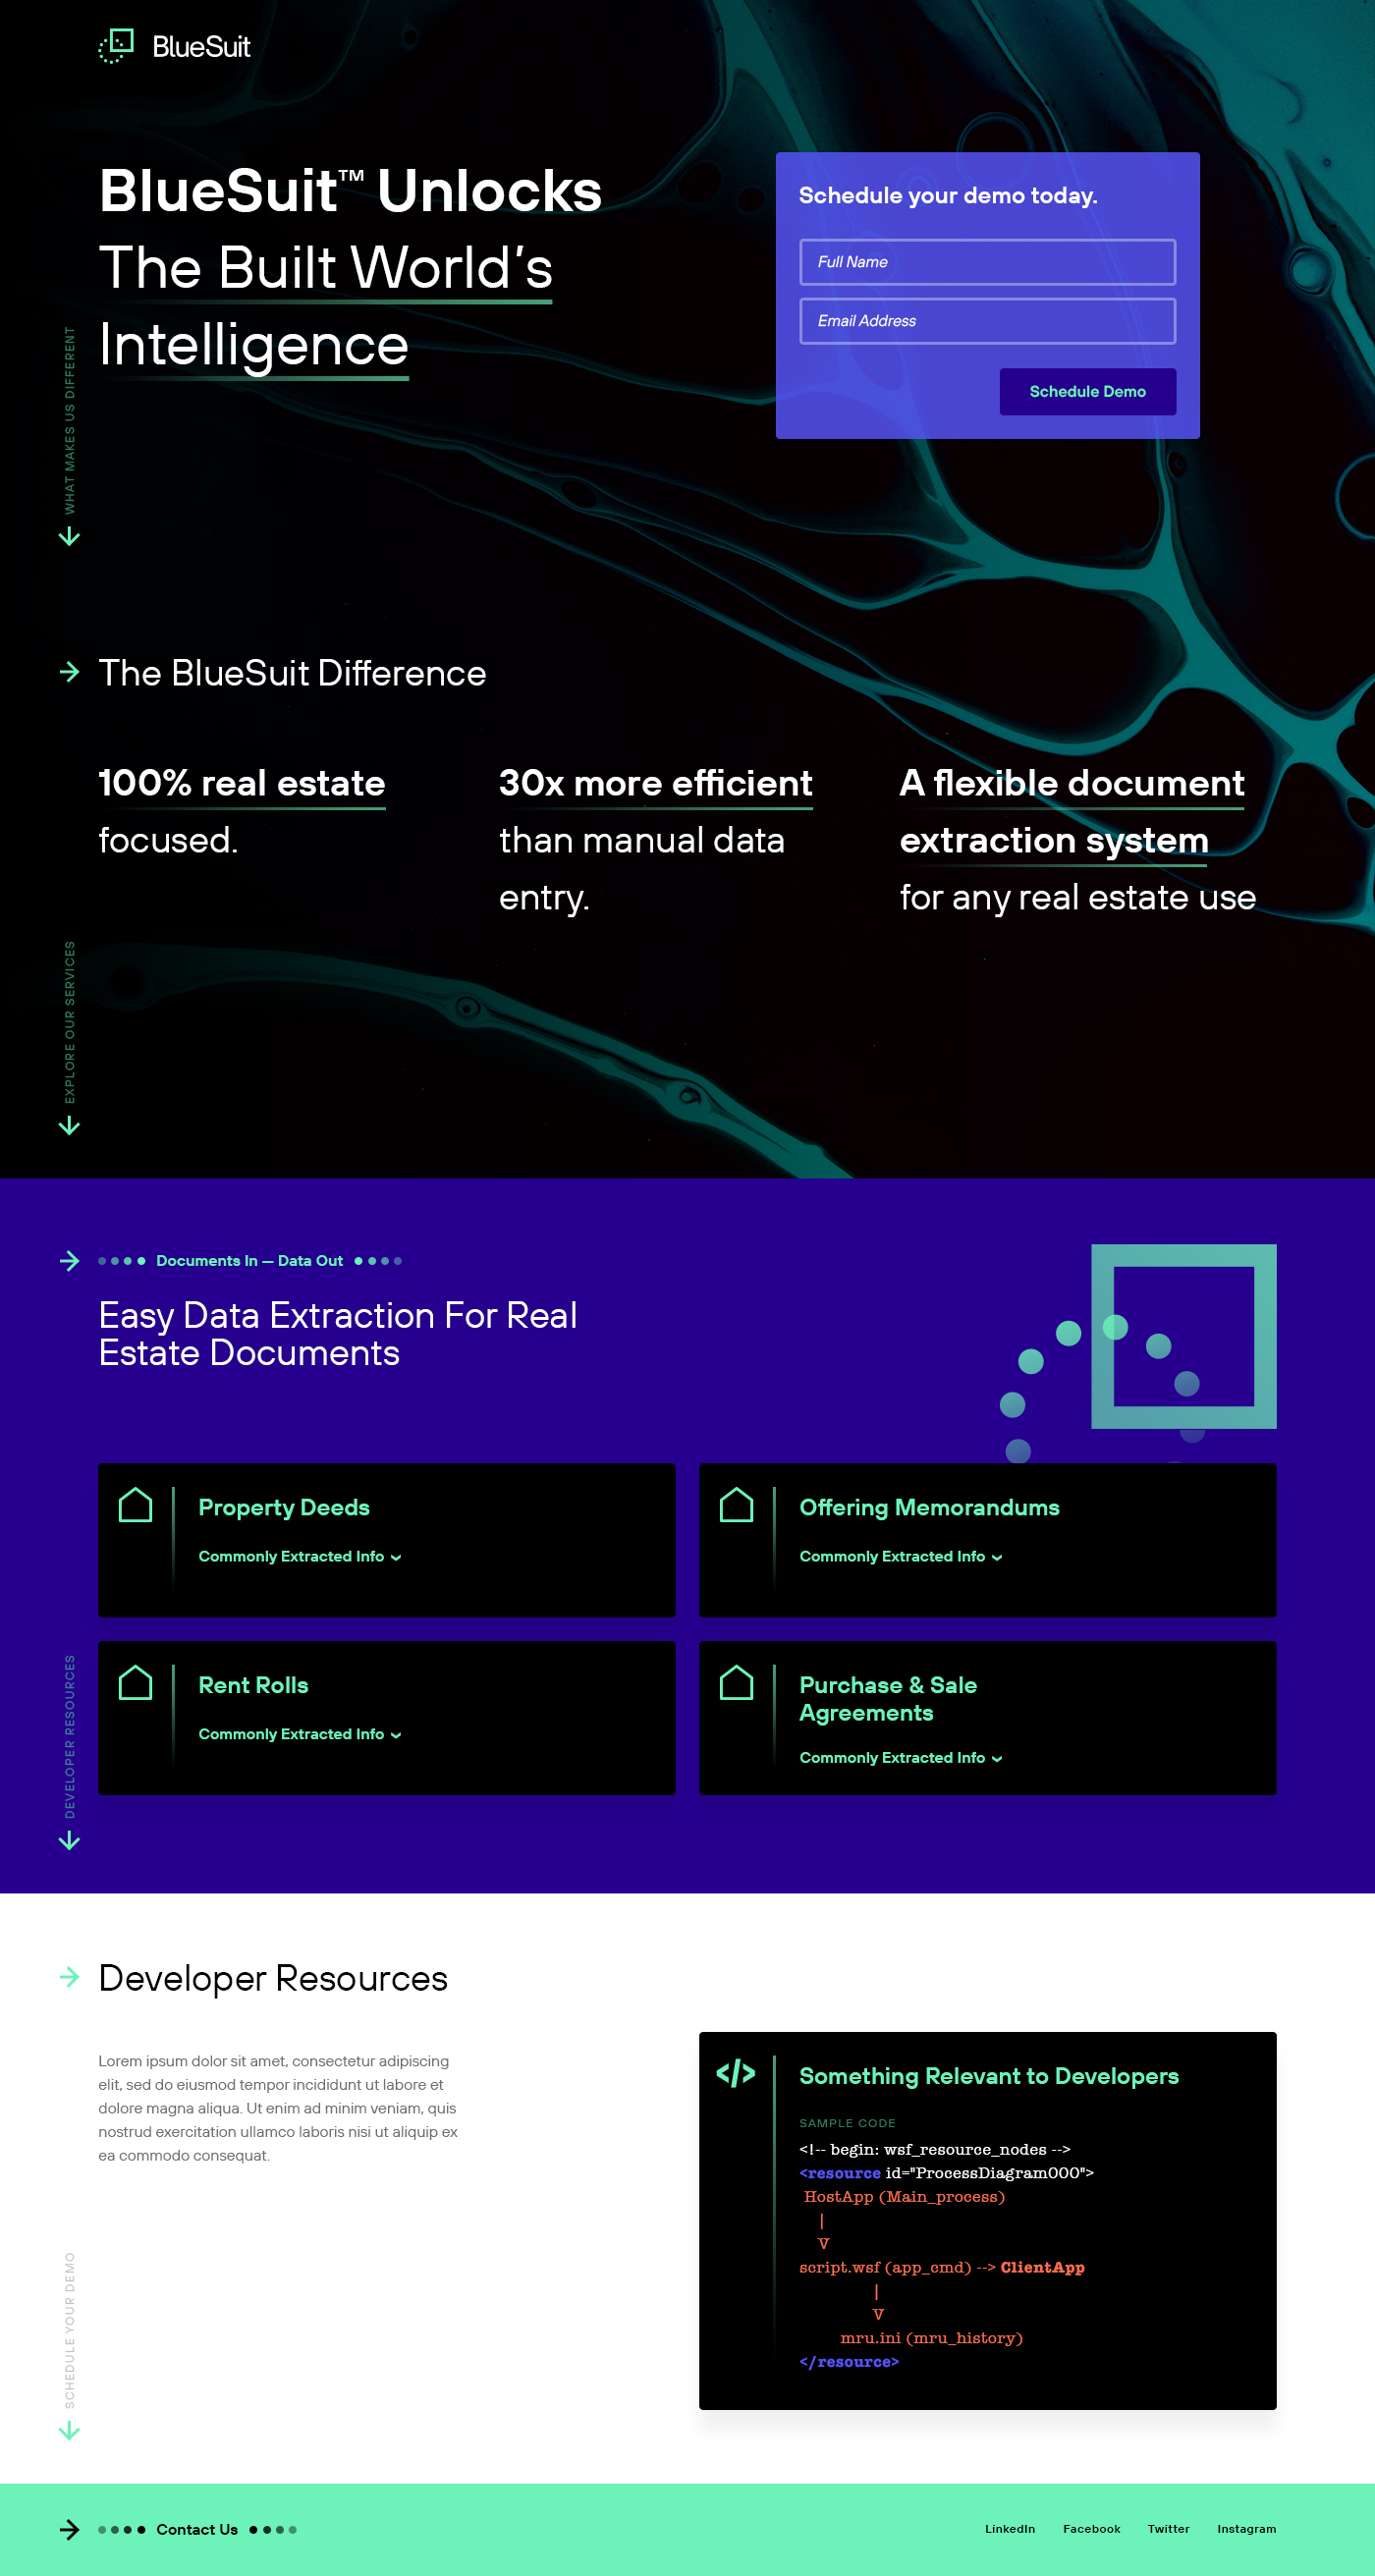 BlueSuit
BlueSuit™ Unlocks
The Built World’s
Intelligence
Schedule your demo today.
Full Name
Email Address
Schedule Demo
WHAT MAKES US DIFFERENT
The BlueSuit Difference
100% real estate
focused.
30x more efficient
than manual data
entry.
A flexible document
extraction system
for any real estate use
EXPLORE OUR SERVICES
Documents In — Data Out
Easy Data Extraction For Real
Estate Documents
Property Deeds
Commonly Extracted Info
Offering Memorandums
Commonly Extracted Info
Rent Rolls
Commonly Extracted Info
Purchase & Sale
Agreements
Commonly Extracted Info
DEVELOPER RESOURCES
Developer Resources
Lorem ipsum dolor sit amet, consectetur adipiscing
elit, sed do eiusmod tempor incididunt ut labore et
dolore magna aliqua. Ut enim ad minim veniam, quis
nostrud exercitation ullamco laboris nisi ut aliquip ex
ea commodo consequat.
</>
Something Relevant to Developers
SAMPLE CODE
<!-- begin: wsf_resource_nodes -->
<resource id="ProcessDiagram000">
HostApp (Main_process)
|
V
script.wsf (app_cmd) --> ClientApp
|
V
mru.ini (mru_history)
</resource>
SCHEDULE YOUR DEMO
Contact Us
LinkedIn
Facebook
Twitter
Instagram